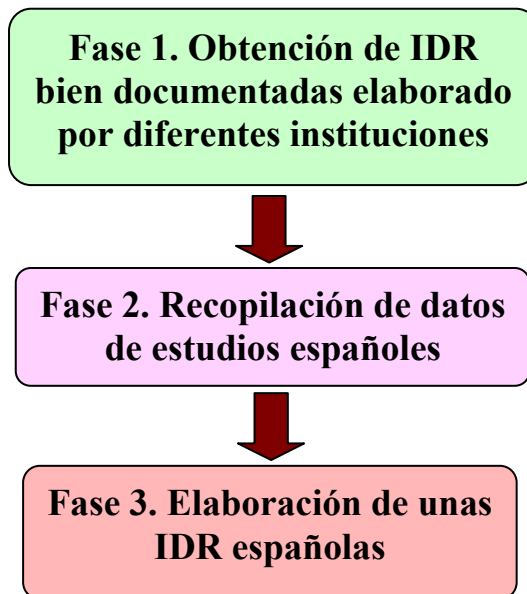 Fase 1. Obtención de IDR
bien documentadas elaborado
por diferentes instituciones
Fase 2. Recopilación de datos
de estudios españoles
Fase 3. Elaboración de unas
IDR españolas